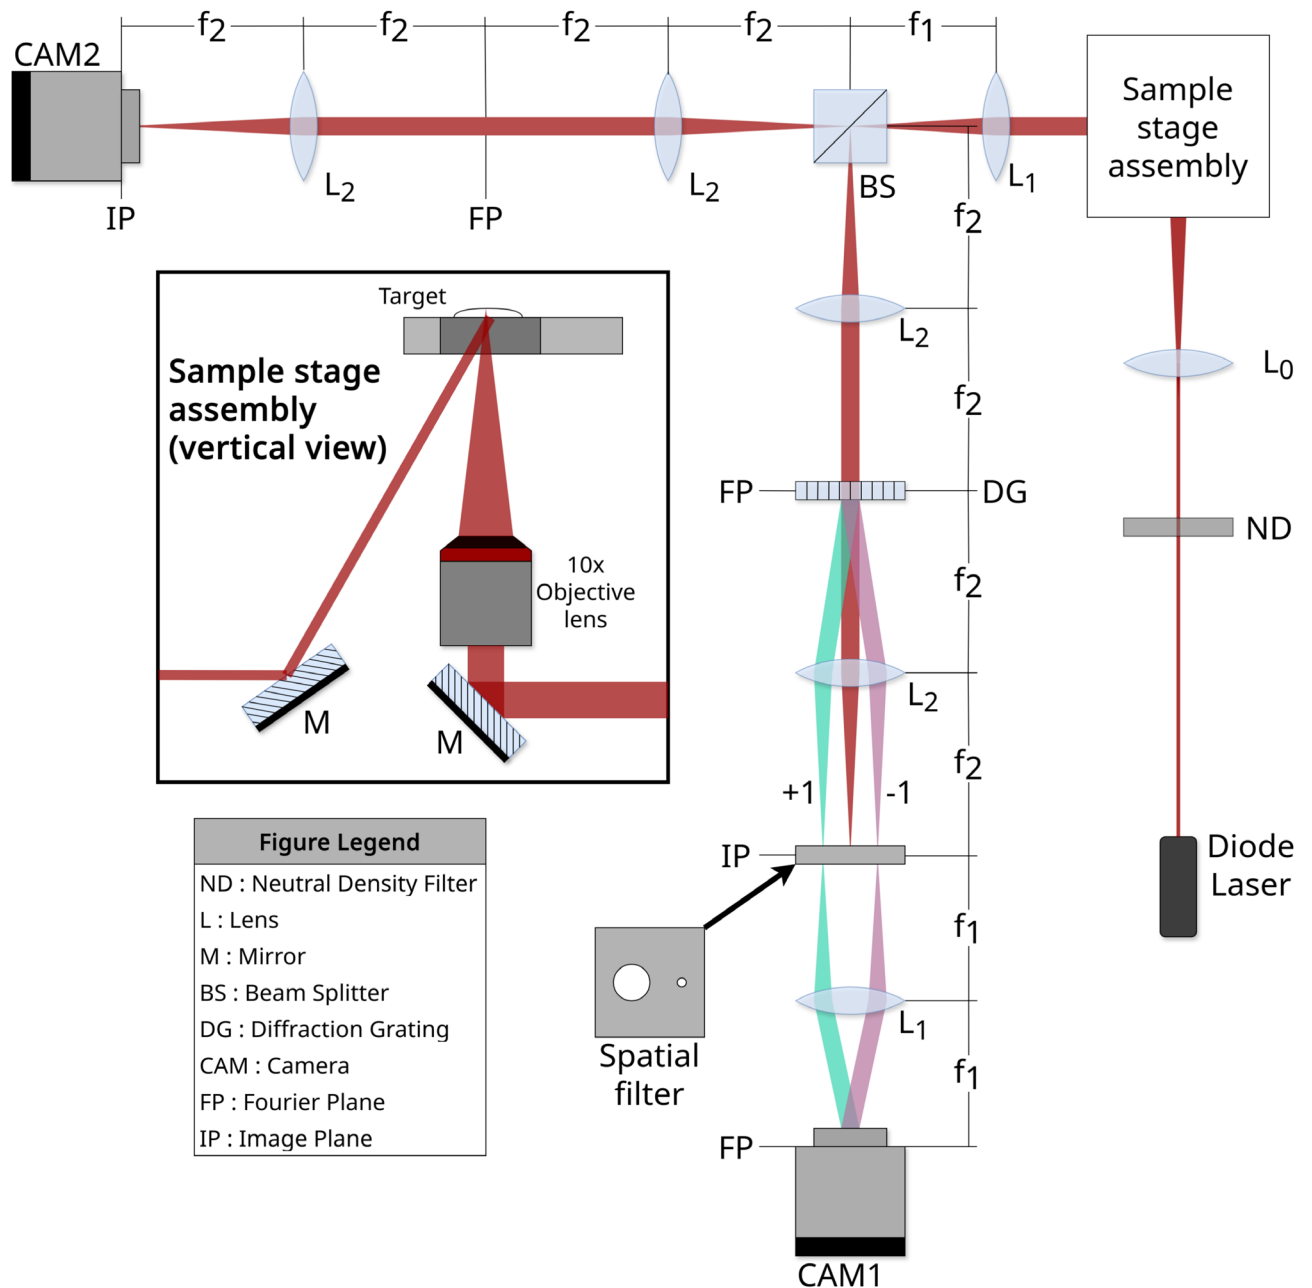 f2
f2
f2
f2
f1
CAM2
Sample
stage
assembly
L2
L2
BS
L1
IP
FP
f2
Target
L2
L0
Sample stage
assembly
(vertical view)
f2
FP
DG
ND
10x
Objective
lens
f2
L2
M
M
f2
+1
-1
Figure Legend
ND : Neutral Density Filter
L : Lens
M : Mirror
BS : Beam Splitter
DG : Diffraction Grating
CAM : Camera
FP : Fourier Plane
IP : Image Plane
IP
Diode
Laser
f1
L1
Spatial
filter
f1
FP
CAM1